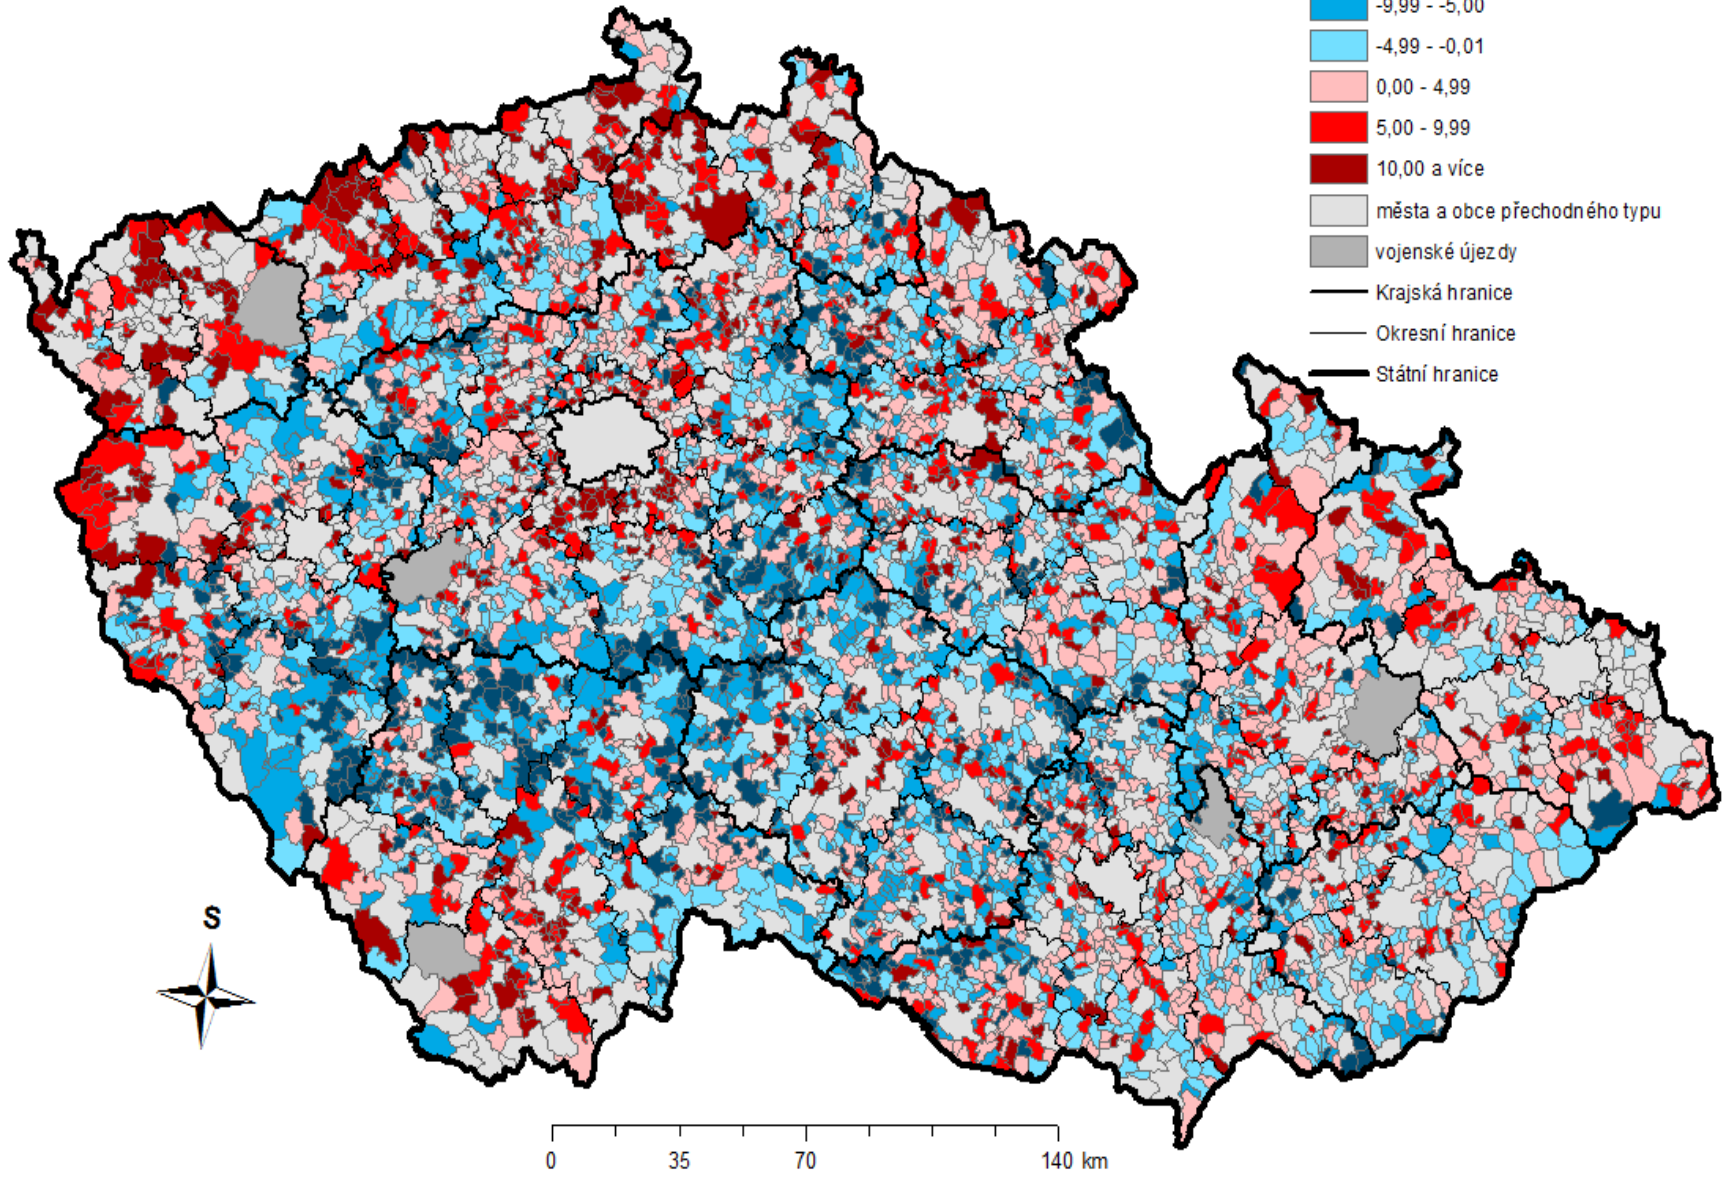 -9,99 - -5,00
-4,99 - -0,01
0,00 - 4,99
5,00 - 9,99
10,00 a více
města a obce přechodného typu
vojenské újezdy
Krajská hranice
Okresní hranice
Státní hranice
S
0 35 70 140 km